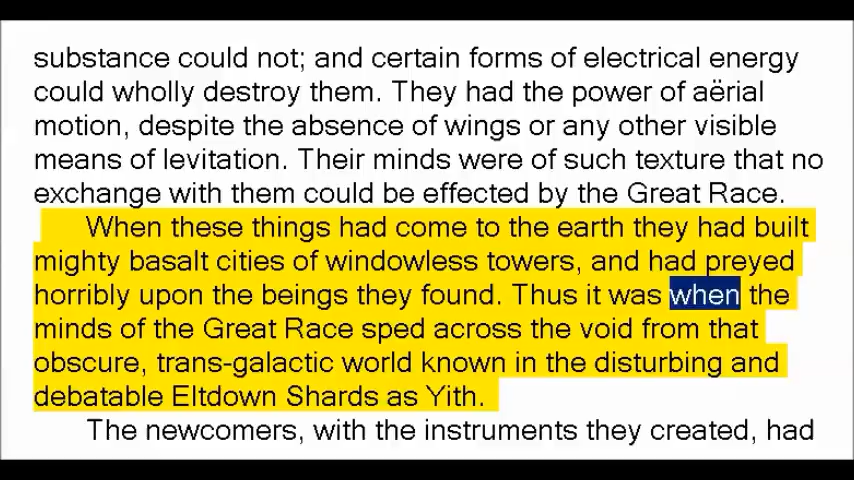 substance could not; and certain forms of electrical energy
could wholly destroy them. They had the power of aërial
motion, despite the absence of wings or any other visible
means of levitation. Their minds were of such texture that no
exchange with them could be effected by the Great Race.
When these things had come to the earth they had built
mighty basalt cities of windowless towers, and had preyed
horribly upon the beings they found. Thus it was when the
minds of the Great Race sped across the void from that
obscure, trans-galactic world known in the disturbing and
debatable Eltdown Shards as Yith.
The newcomers, with the instruments they created, had